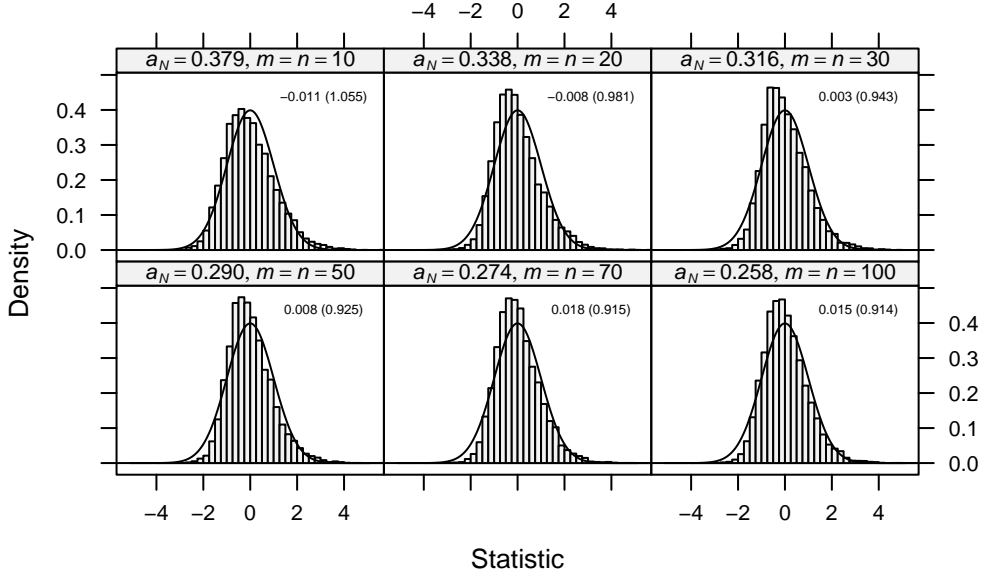 −4 −2 0 2 4
a_N = 0.379, m = n = 10
a_N = 0.338, m = n = 20
a_N = 0.316, m = n = 30
−0.011 (1.055)
−0.008 (0.981)
0.003 (0.943)
0.4
0.3
0.2
0.1
0.0
Density
a_N = 0.290, m = n = 50
a_N = 0.274, m = n = 70
a_N = 0.258, m = n = 100
0.008 (0.925)
0.018 (0.915)
0.015 (0.914)
0.4
0.3
0.2
0.1
0.0
−4 −2 0 2 4
−4 −2 0 2 4
Statistic